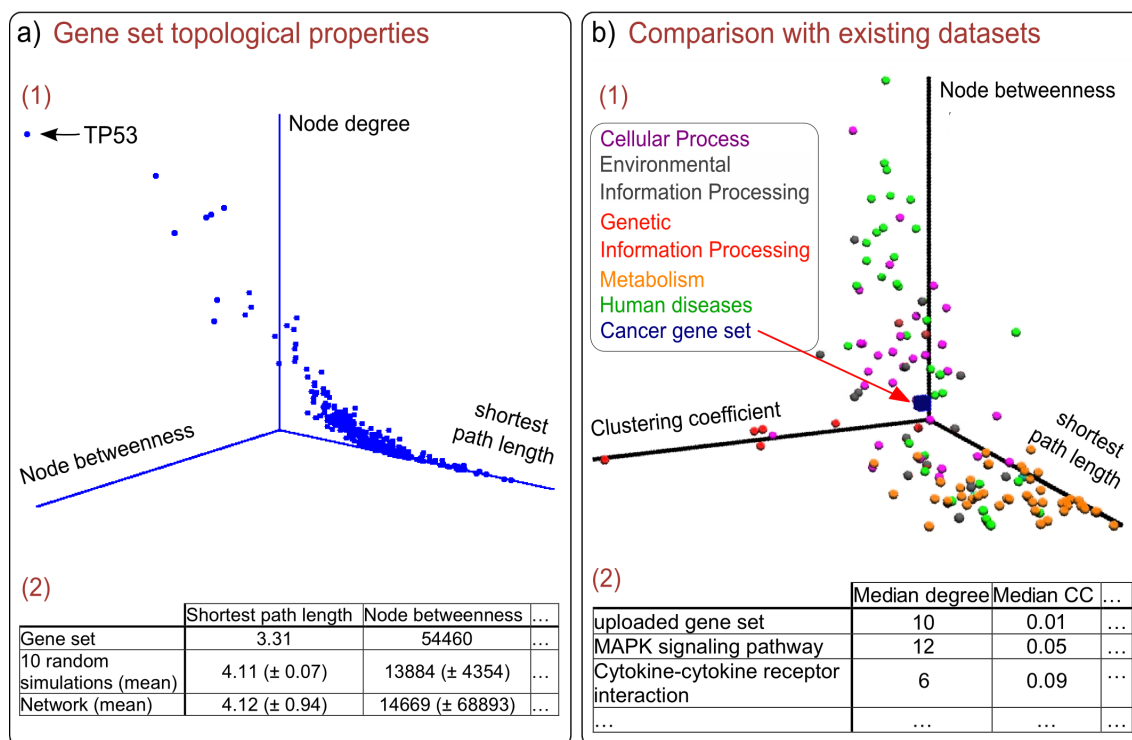 a) Gene set topological properties
(1)
TP53
Node degree
Node betweenness
shortest
path length
(2)
Shortest path length Node betweenness ...
Gene set 3.31 54460 ...
10 random
simulations (mean) 4.11 (± 0.07) 13884 (± 4354) ...
Network (mean) 4.12 (± 0.94) 14669 (± 68893) ...
b) Comparison with existing datasets
(1)
Node betweenness
Cellular Process
Environmental
Information Processing
Genetic
Information Processing
Metabolism
Human diseases
Cancer gene set
Clustering coefficient
shortest
path length
(2)
Median degree Median CC ...
uploaded gene set 10 0.01 ...
MAPK signaling pathway 12 0.05 ...
Cytokine-cytokine receptor
interaction 6 0.09 ...
... ... ... ...